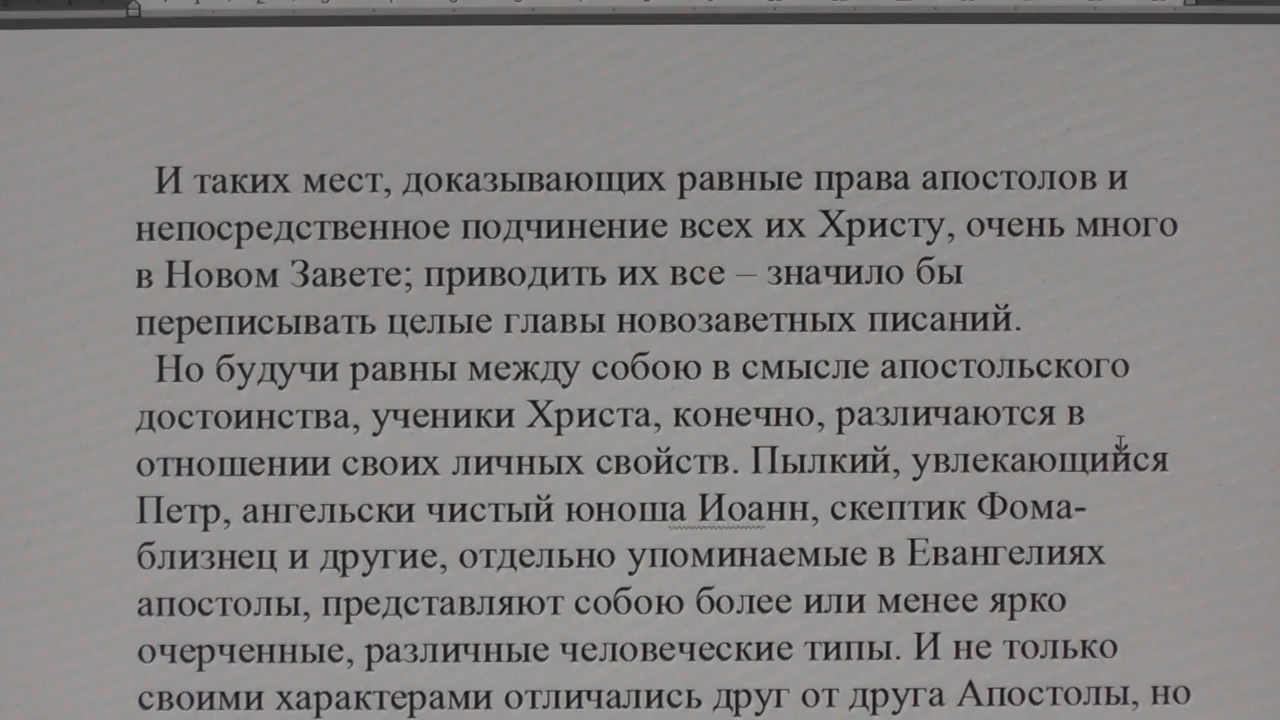 И таких мест, доказывающих равные права апостолов и
непосредственное подчинение всех их Христу, очень много
в Новом Завете; приводить их все – значило бы
переписывать целые главы новозаветных писаний.
Но будучи равны между собою в смысле апостольского
достоинства, ученики Христа, конечно, различаются в
отношении своих личных свойств. Пылкий, увлекающийся
Петр, ангельски чистый юноша Иоанн, скептик Фома-
близнец и другие, отдельно упоминаемые в Евангелиях
апостолы, представляют собою более или менее ярко
очерченные, различные человеческие типы. И не только
своими характерами отличались друг от друга Апостолы, но